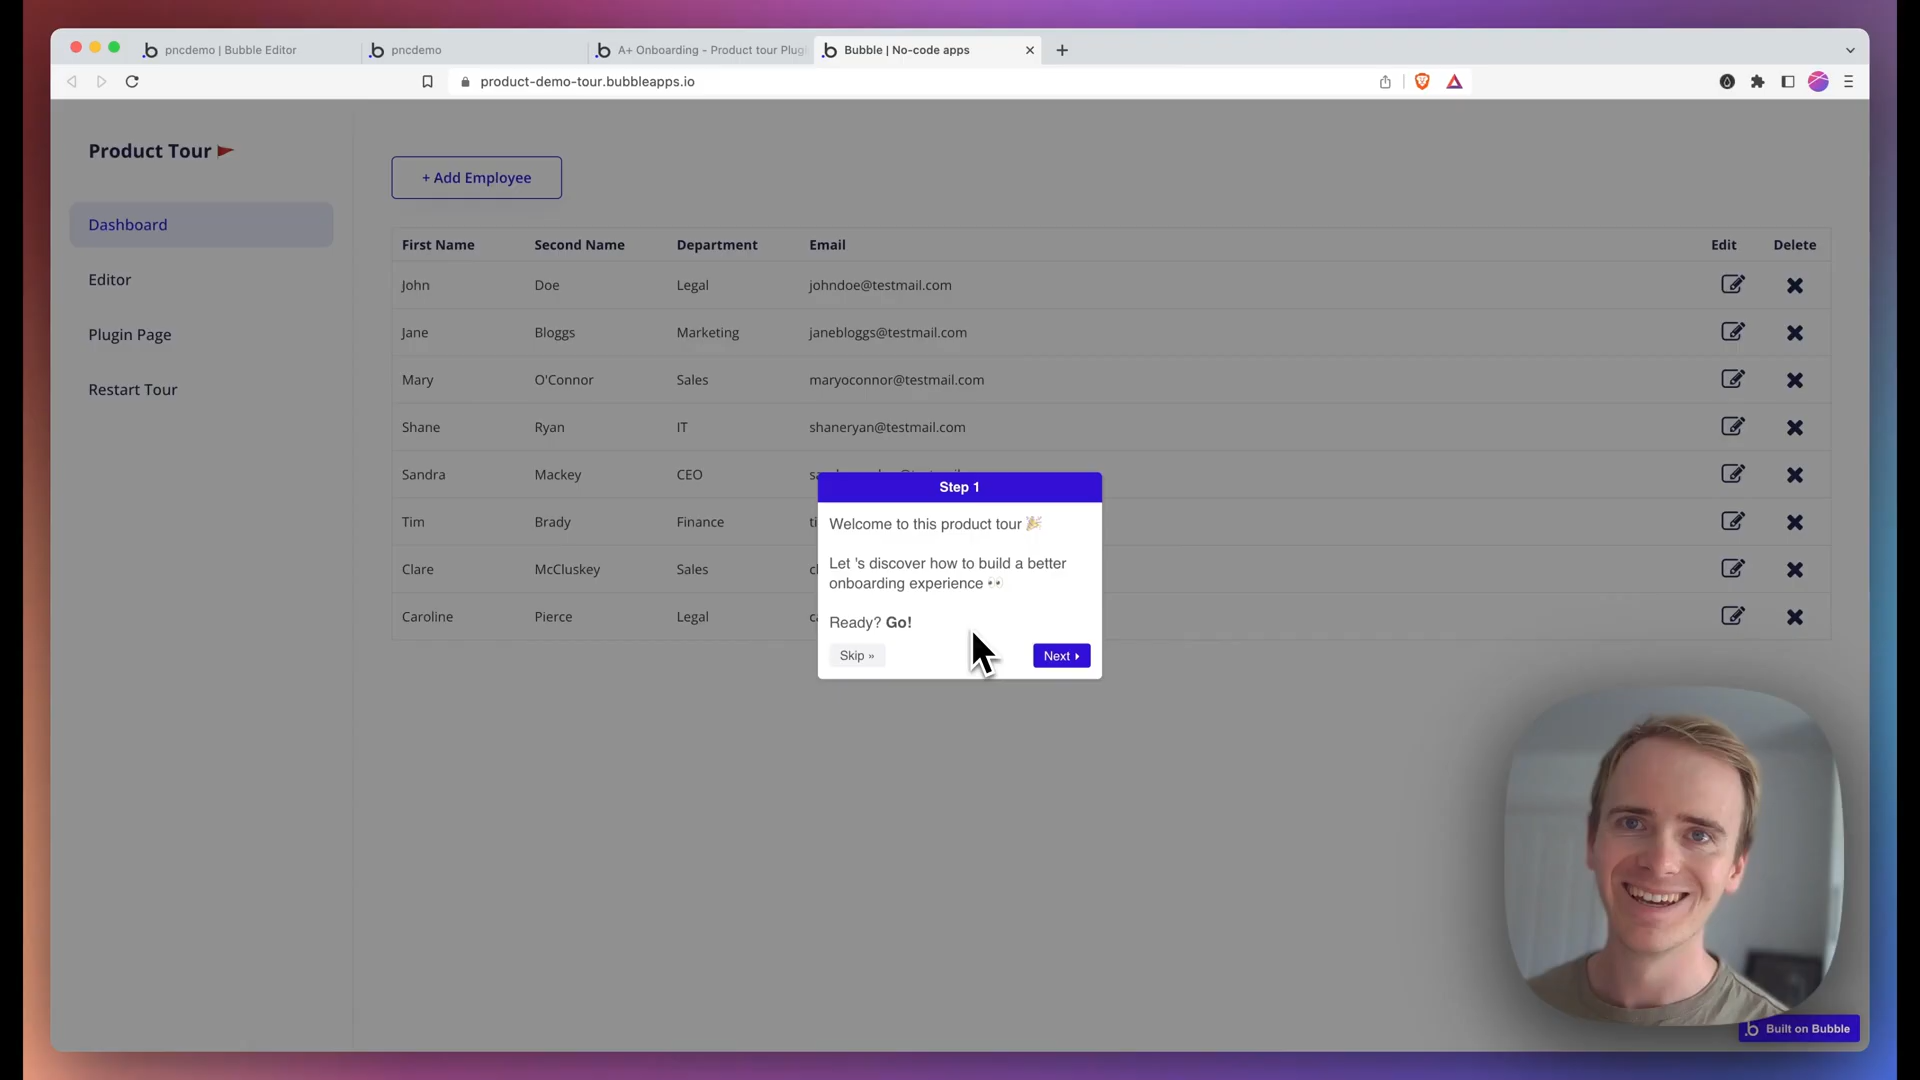 pncdemo | Bubble Editor
pncdemo
A+ Onboarding - Product tour Plug
Bubble | No-code apps
product-demo-tour.bubbleapps.io
Product Tour
Dashboard
Editor
Plugin Page
Restart Tour
+ Add Employee
First Name Second Name Department Email Edit Delete
John Doe Legal johndoe@testmail.com
Jane Bloggs Marketing janebloggs@testmail.com
Mary O'Connor Sales maryoconnor@testmail.com
Shane Ryan IT shaneryan@testmail.com
Sandra Mackey CEO
Tim Brady Finance
Clare McCluskey Sales
Caroline Pierce Legal
Step 1
Welcome to this product tour 🎉
Let 's discover how to build a better
onboarding experience 👀
Ready? Go!
Skip »
Next
Built on Bubble